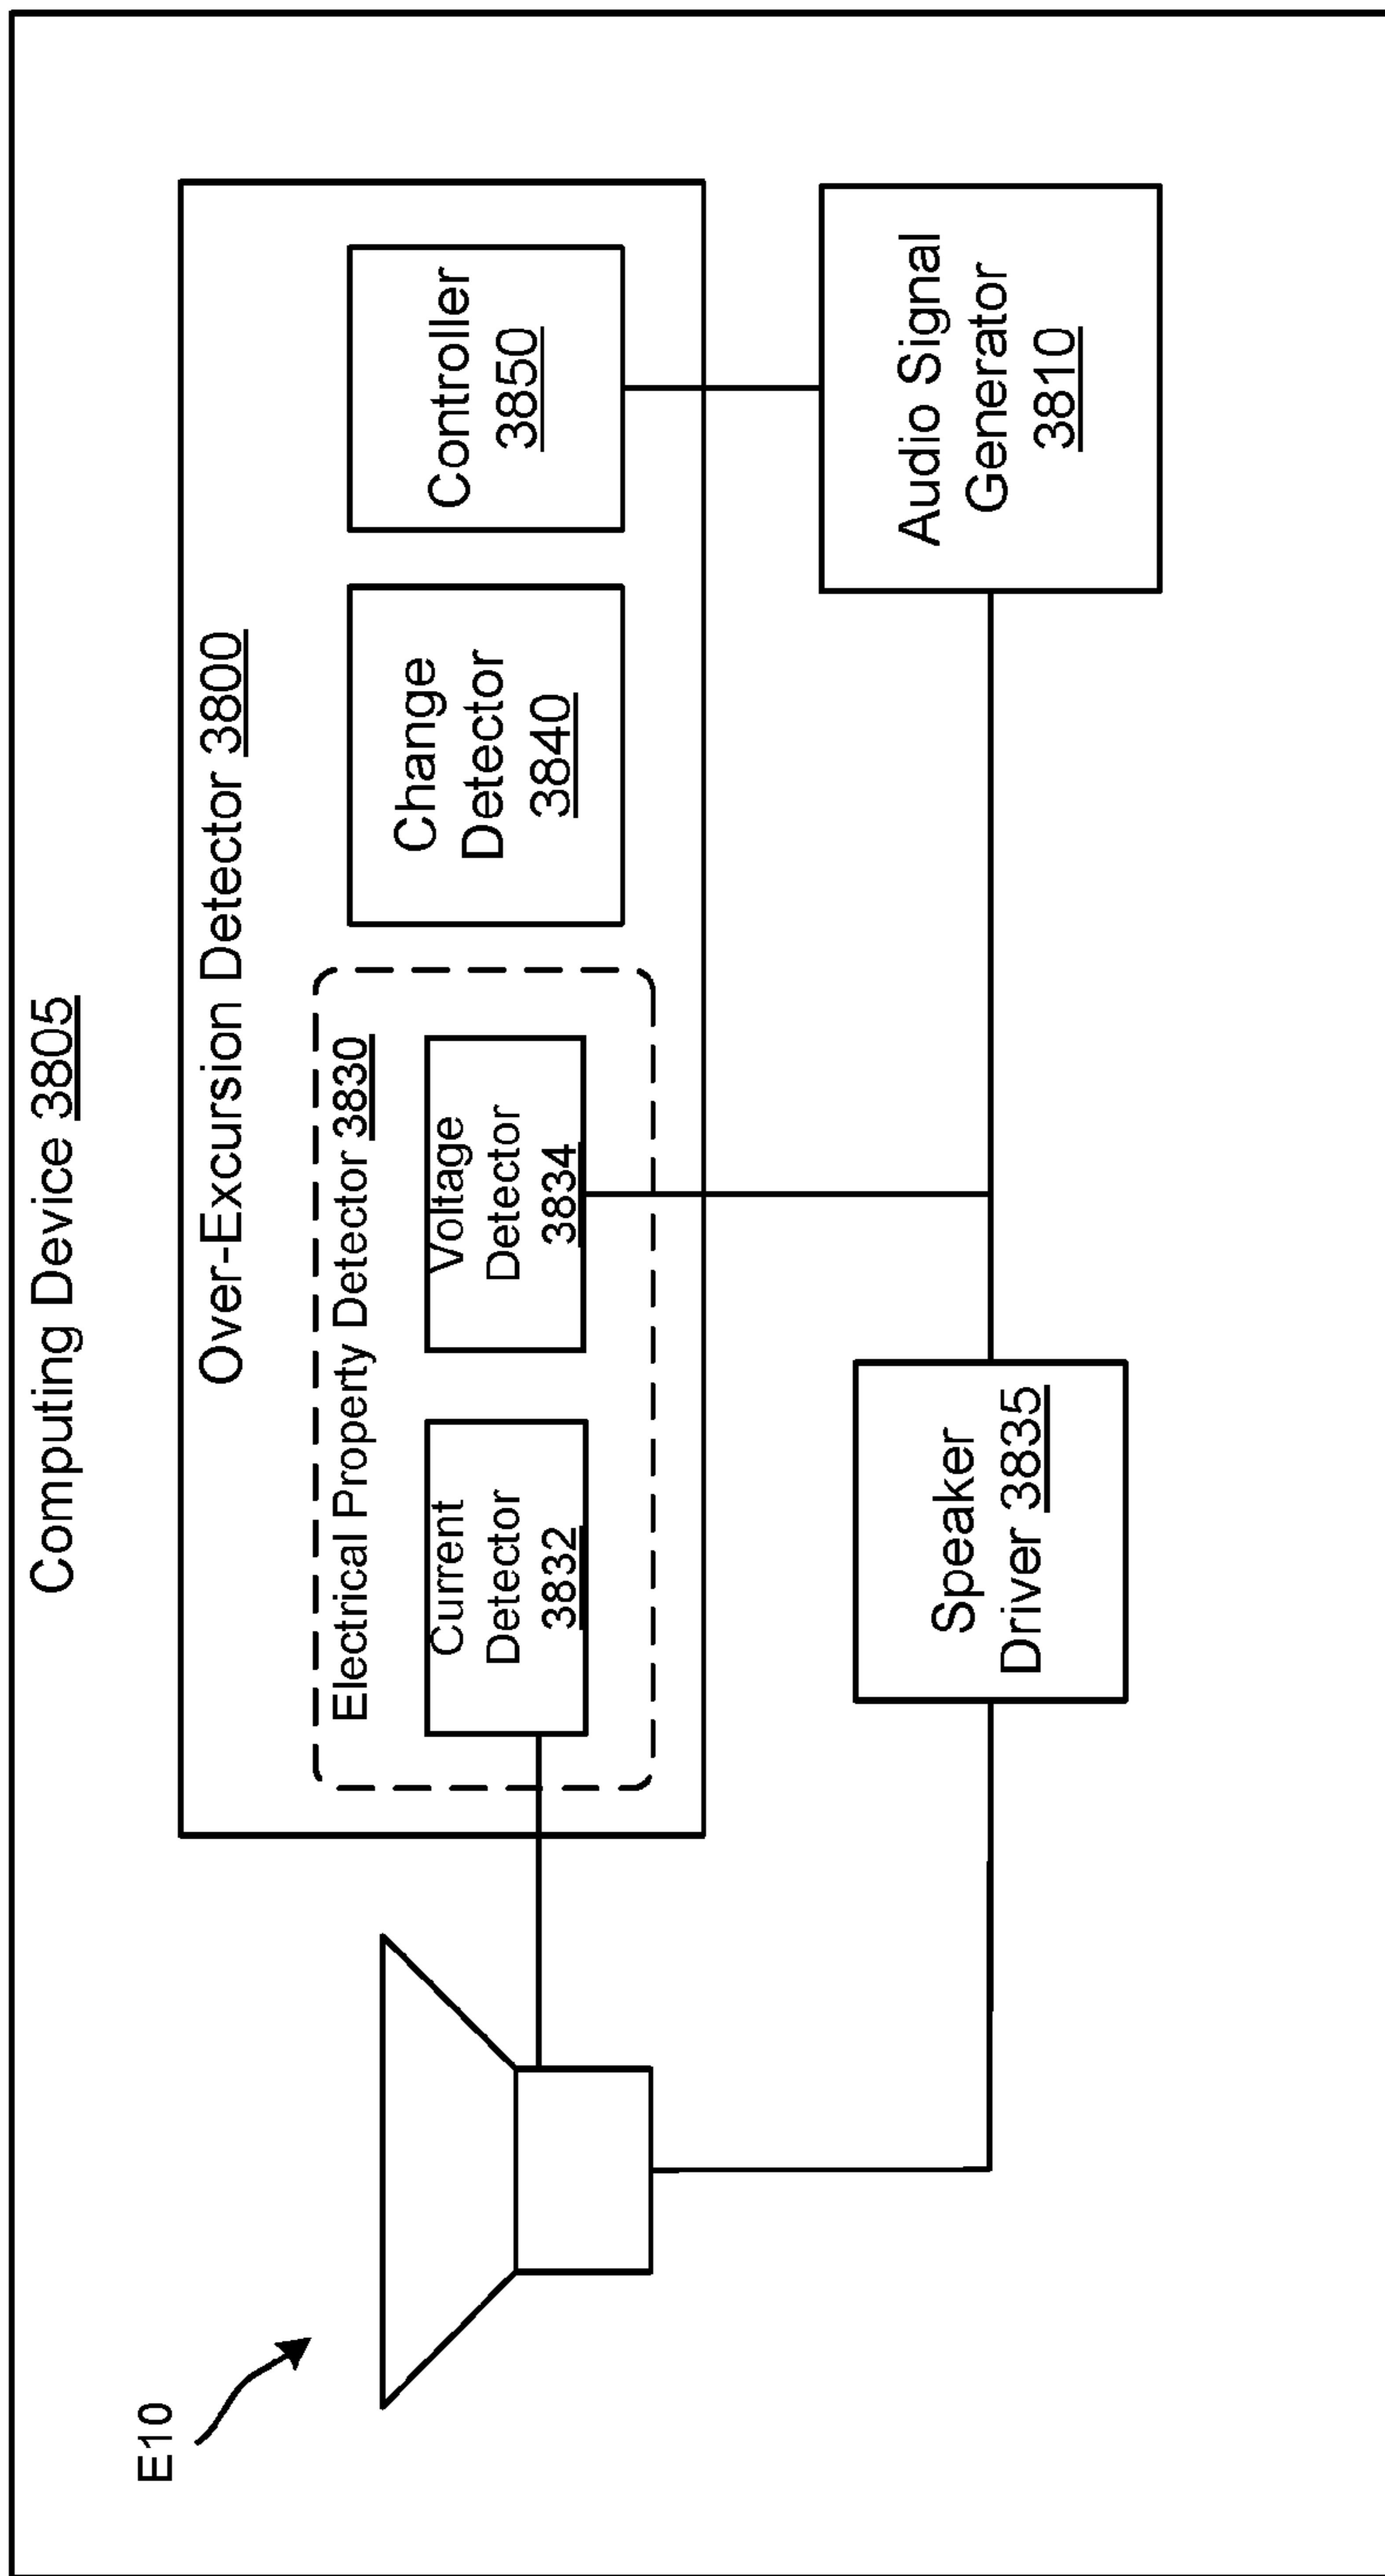 Computing Device 3805
Over-Excursion Detector 3800
Electrical Property Detector 3830
Current
Detector
3832
Voltage
Detector
3834
Change
Detector
3840
Controller
3850
E10
Speaker
Driver 3835
Audio Signal
Generator
3810